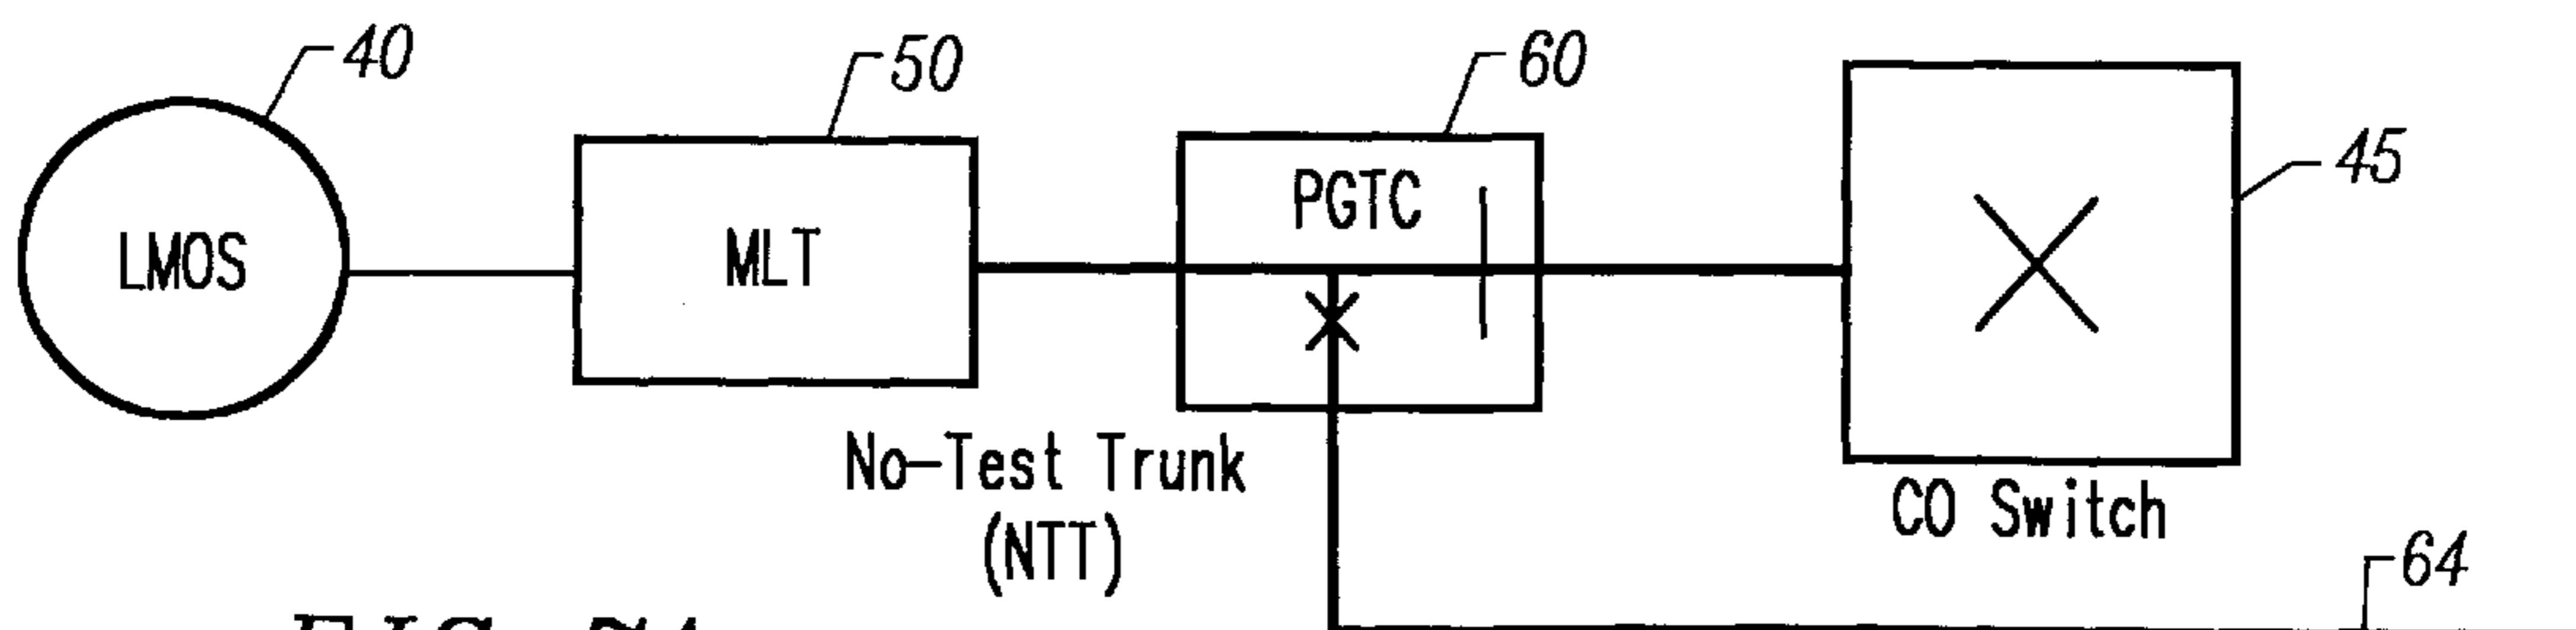 40
50
60
45
LMOS
MLT
PGTC
No-Test Trunk
(NTT)
CO Switch
64